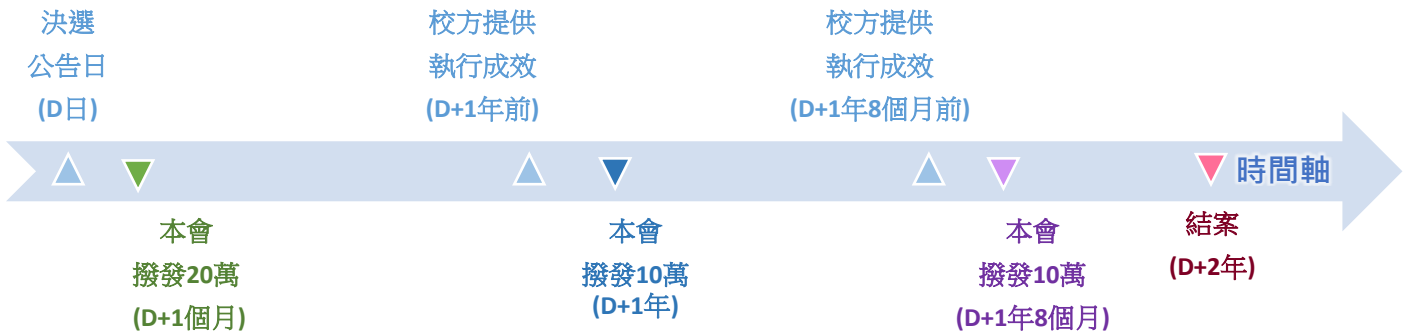 決選
公告日
(D日)
校方提供
執行成效
(D+1年前)
校方提供
執行成效
(D+1年8個月前)
時間軸
本會
撥發20萬
(D+1個月)
本會
撥發10萬
(D+1年)
本會
撥發10萬
(D+1年8個月)
結案
(D+2年)